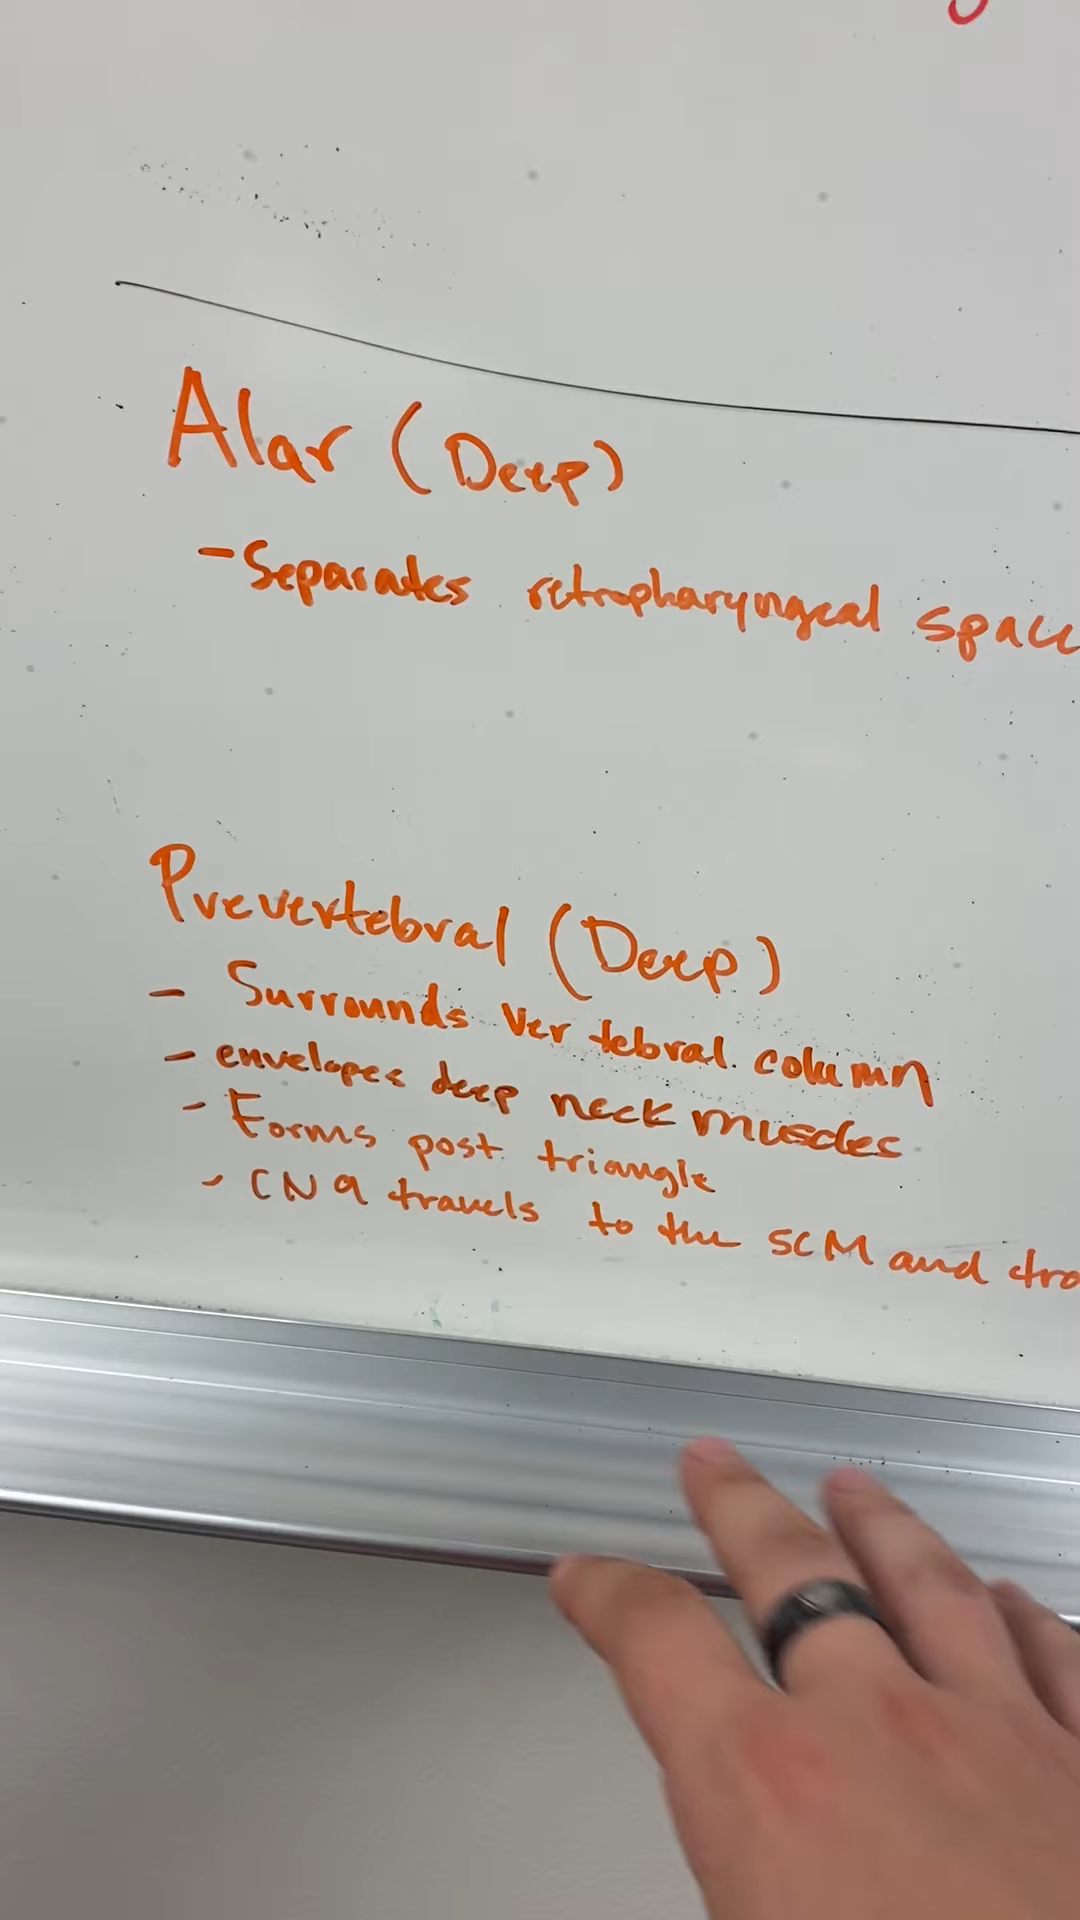 Alar (Deep)
- Separates retropharyngeal space
Prevertebral (Deep)
- Surrounds vertebral column
- envelopes deep neck muscles
- Forms post triangle
- CN 9 travels to the SCM and